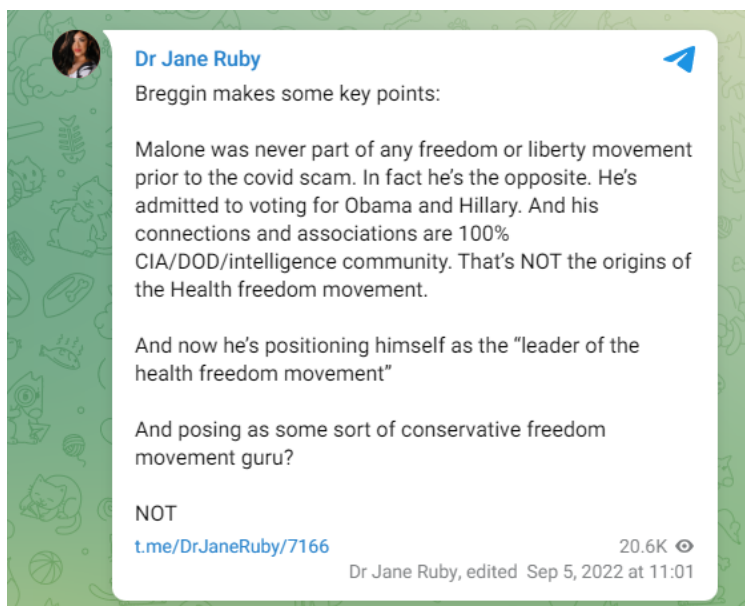 Dr Jane Ruby
Breggin makes some key points:
Malone was never part of any freedom or liberty movement
prior to the covid scam. In fact he's the opposite. He's
admitted to voting for Obama and Hillary. And his
connections and associations are 100%
CIA/DOD/intelligence community. That's NOT the origins of
the Health freedom movement.
And now he's positioning himself as the “leader of the
health freedom movement”
And posing as some sort of conservative freedom
movement guru?
NOT
t.me/DrJaneRuby/7166 20.6K
Dr Jane Ruby, edited Sep 5, 2022 at 11:01